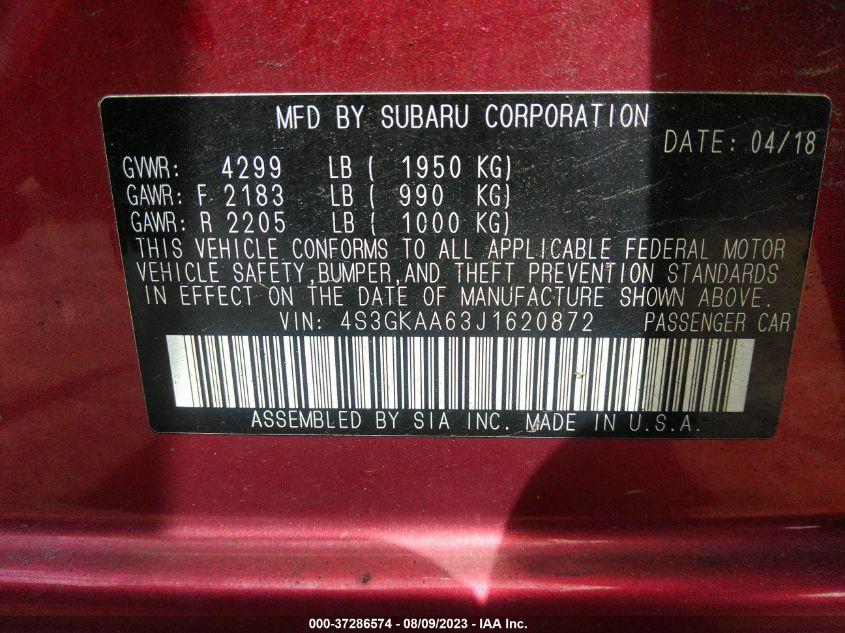 MFD BY SUBARU CORPORATION
DATE: 04/18
GVWR: 4299 LB ( 1950 KG)
GAWR: F 2183 LB ( 990 KG)
GAWR: R 2205 LB ( 1000 KG)
THIS VEHICLE CONFORMS TO ALL APPLICABLE FEDERAL MOTOR
VEHICLE SAFETY,BUMPER,AND THEFT PREVENTION STANDARDS
IN EFFECT ON THE DATE OF MANUFACTURE SHOWN ABOVE.
VIN: 4S3GKAA63J1620872 PASSENGER CAR
ASSEMBLED BY SIA INC. MADE IN U.S.A.
000-37286574 - 08/09/2023 - IAA Inc.